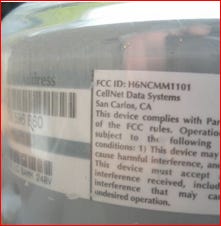 ddress
FCC ID: H6NCMM1101
CellNet Data Systems
San Carlos, CA
This device complies with Par
of the FCC rules. Operatio
subject to the following
conditions: 1) This device may
cause harmful interference, and
This device must accept
interference received, includ
interference that may ca
undesired operation.
240V